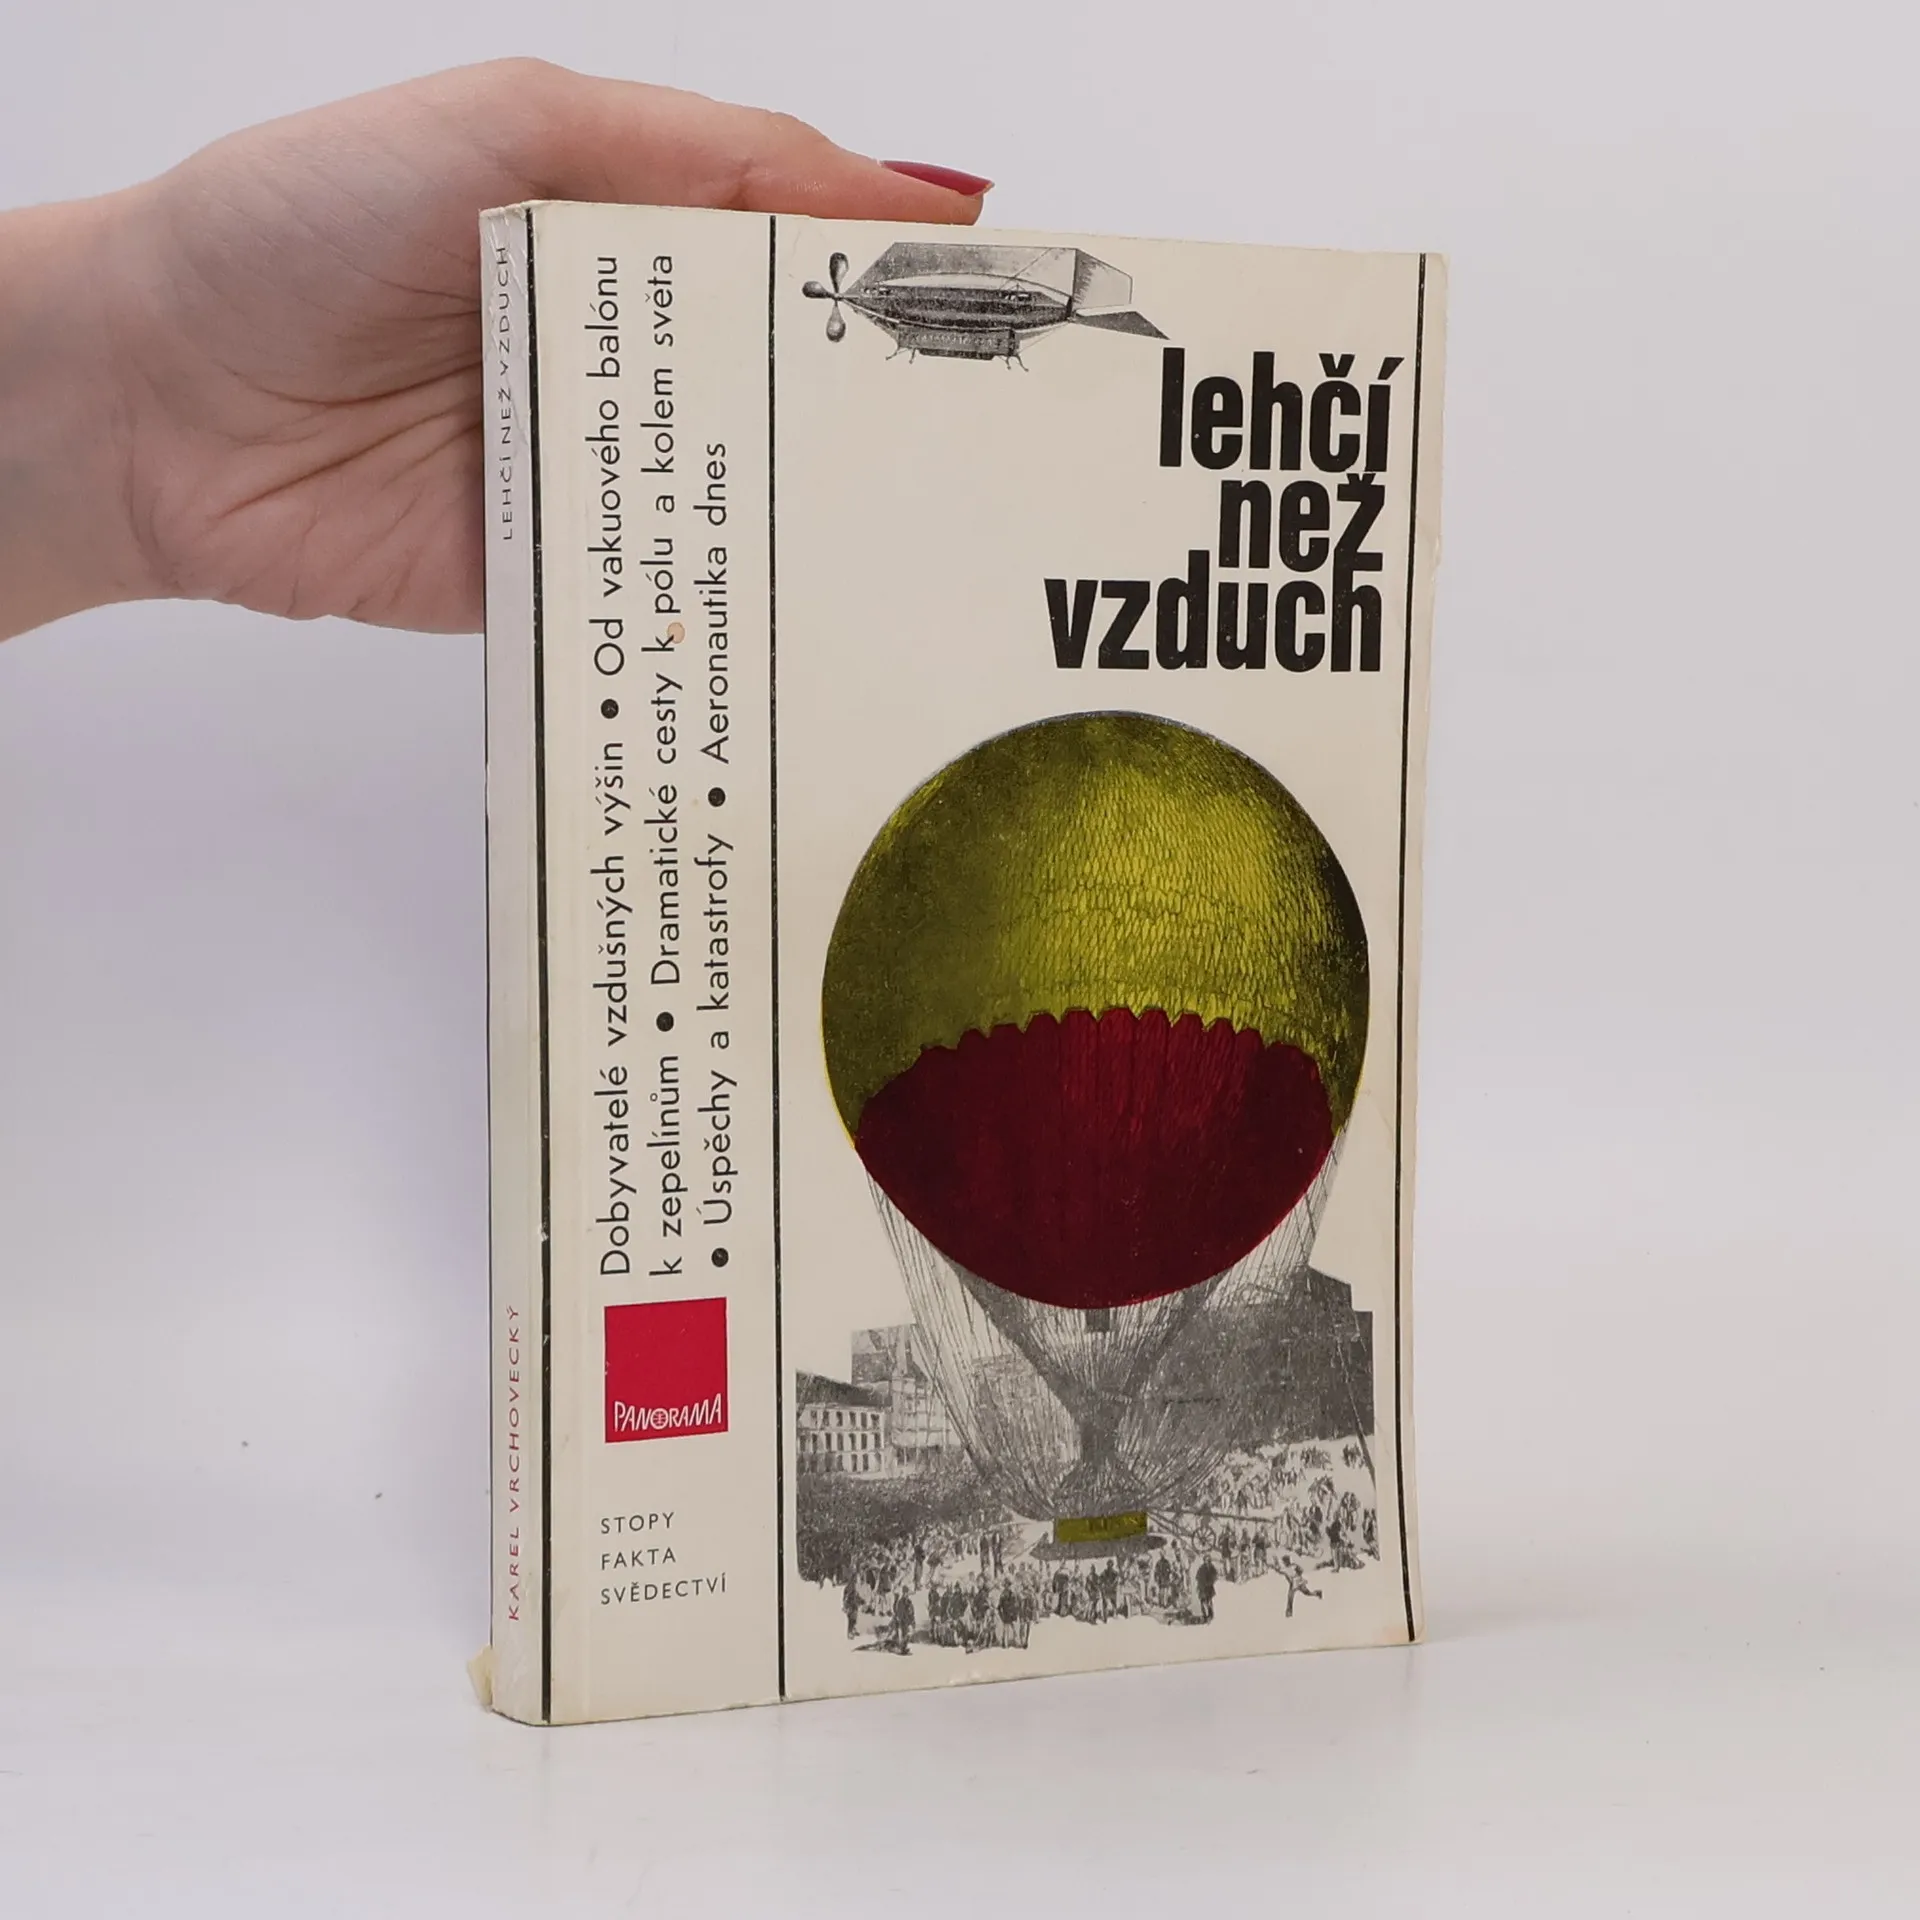 LEHČÍ NEŽ VZDUCH
KAREL VRCHOVECKÝ
Dobyvatelé vzdušných výšin • Od vakuového balónu
k zepelínům • Dramatické cesty k pólu a kolem světa
• Úspěchy a katastrofy • Aeronautika dnes
PANORAMA
STOPY
FAKTA
SVĚDECTVÍ
lehčí
než
vzduch